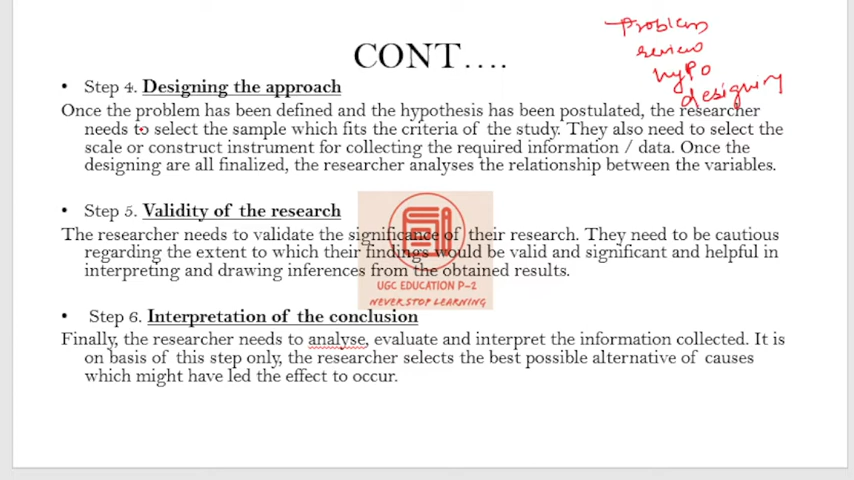 CONT....
Problem
review
hypo
designing
• Step 4. Designing the approach
Once the problem has been defined and the hypothesis has been postulated, the researcher
needs to select the sample which fits the criteria of the study. They also need to select the
scale or construct instrument for collecting the required information / data. Once the
designing are all finalized, the researcher analyses the relationship between the variables.
• Step 5. Validity of the research
The researcher needs to validate the significance of their research. They need to be cautious
regarding the extent to which their findings would be valid and significant and helpful in
interpreting and drawing inferences from the obtained results.
UGC EDUCATION P-2
NEVER STOP LEARNING
• Step 6. Interpretation of the conclusion
Finally, the researcher needs to analyse, evaluate and interpret the information collected. It is
on basis of this step only, the researcher selects the best possible alternative of causes
which might have led the effect to occur.